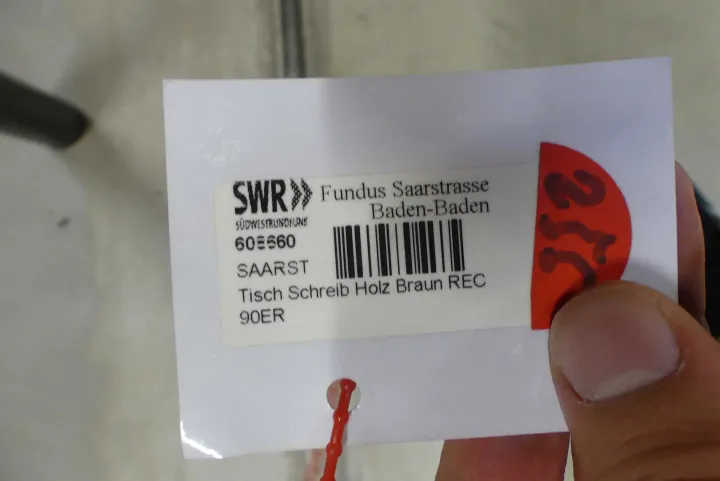 SWR Fundus Saarstrasse
SÜDWESTRUNDFUNK Baden-Baden
SAARST
Tisch Schreib Holz Braun REC
90ER